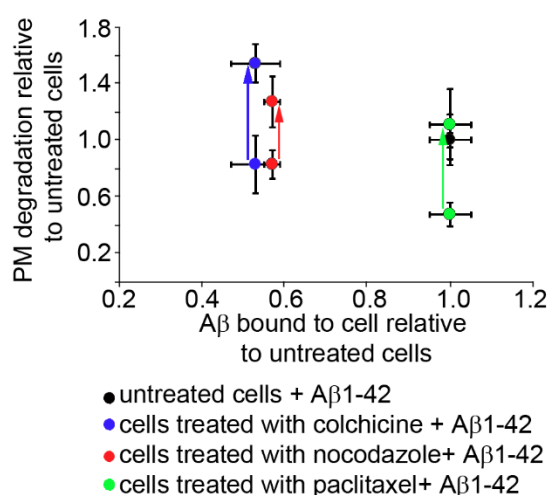 PM degradation relative
to untreated cells
1.8
1.4
1.0
0.6
0.2
0.2 0.4 0.6 0.8 1.0 1.2
Aβ bound to cell relative
to untreated cells
untreated cells + Aβ1-42
cells treated with colchicine + Aβ1-42
cells treated with nocodazole+ Aβ1-42
cells treated with paclitaxel+ Aβ1-42